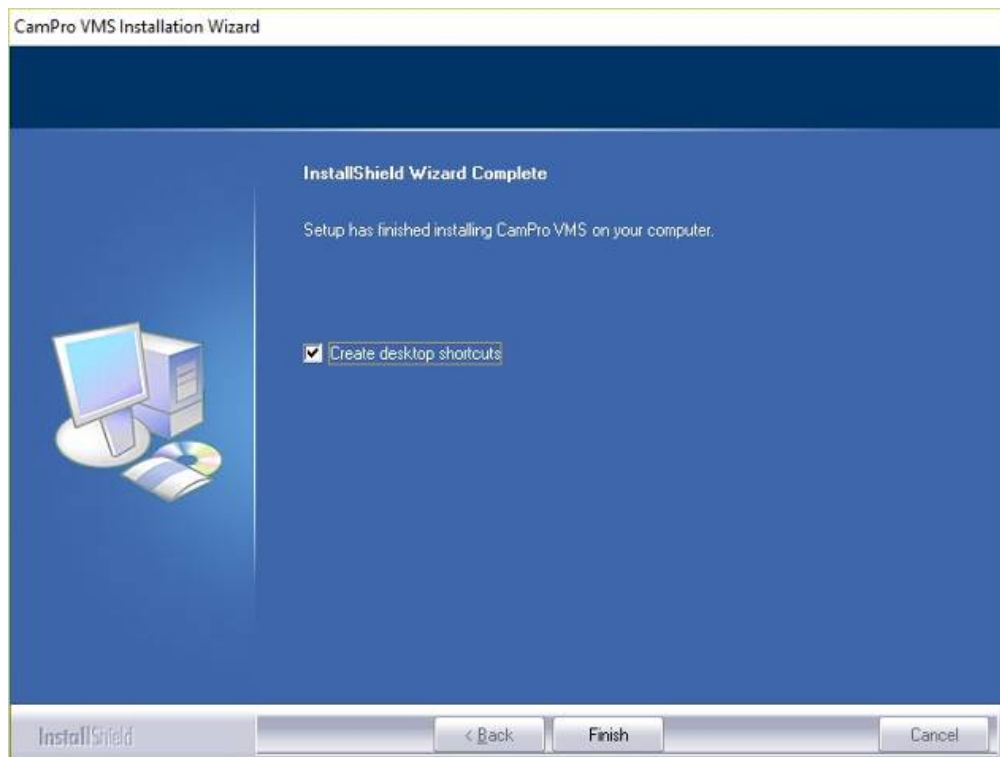 CamPro VMS Installation Wizard
InstallShield Wizard Complete
Setup has finished installing CamPro VMS on your computer.
Create desktop shortcuts
InstallShield
< Back
Finish
Cancel